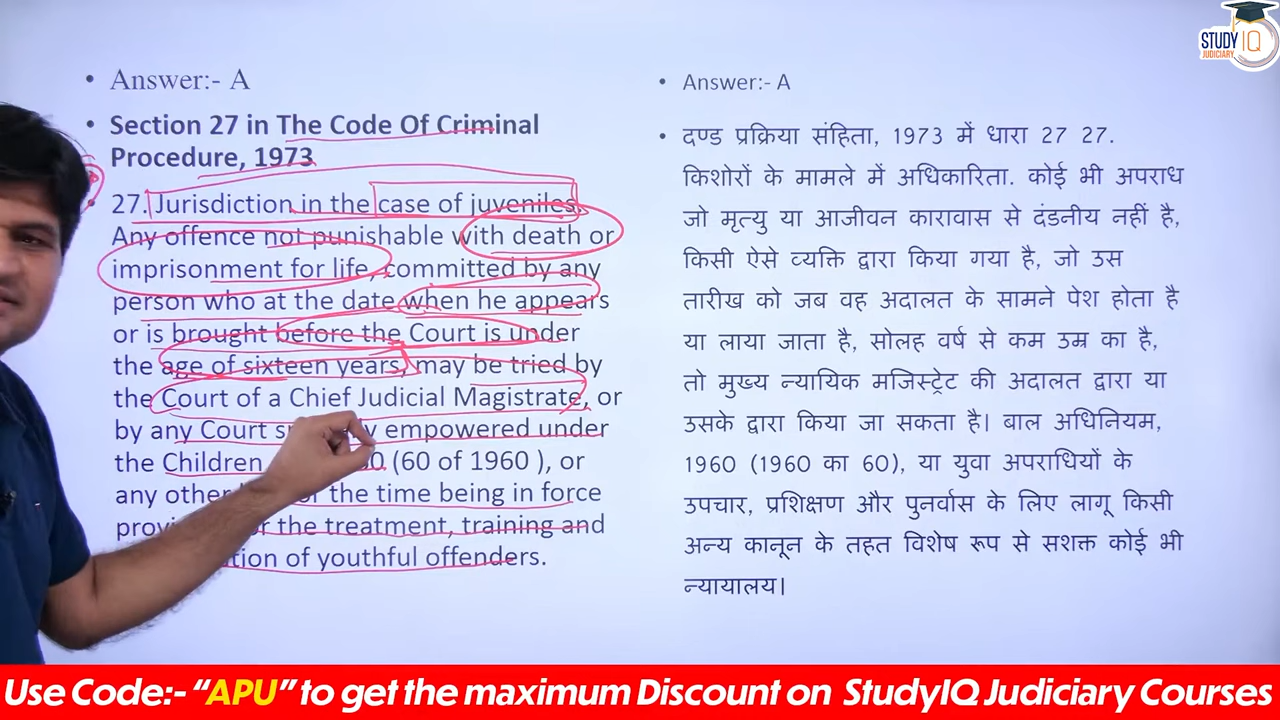 STUDY IQ
JUDICIARY
• Answer:- A
• Section 27 in The Code Of Criminal
Procedure, 1973
27. Jurisdiction in the case of juveniles.
Any offence not punishable with death or
imprisonment for life, committed by any
person who at the date when he appears
or is brought before the Court is under
the age of sixteen years, may be tried by
the Court of a Chief Judicial Magistrate, or
by any Court empowered under
the Children (60 of 1960 ), or
any other the time being in force
the treatment, training and
of youthful offenders.
• Answer:- A
• दण्ड प्रक्रिया संहिता, 1973 में धारा 27 27.
किशोरों के मामले में अधिकारिता. कोई भी अपराध
जो मृत्यु या आजीवन कारावास से दंडनीय नहीं है,
किसी ऐसे व्यक्ति द्वारा किया गया है, जो उस
तारीख को जब वह अदालत के सामने पेश होता है
या लाया जाता है, सोलह वर्ष से कम उम्र का है,
तो मुख्य न्यायिक मजिस्ट्रेट की अदालत द्वारा या
उसके द्वारा किया जा सकता है। बाल अधिनियम,
1960 (1960 का 60), या युवा अपराधियों के
उपचार, प्रशिक्षण और पुनर्वास के लिए लागू किसी
अन्य कानून के तहत विशेष रूप से सशक्त कोई भी
न्यायालय।
Use Code:- “APU” to get the maximum Discount on StudyIQ Judiciary Courses